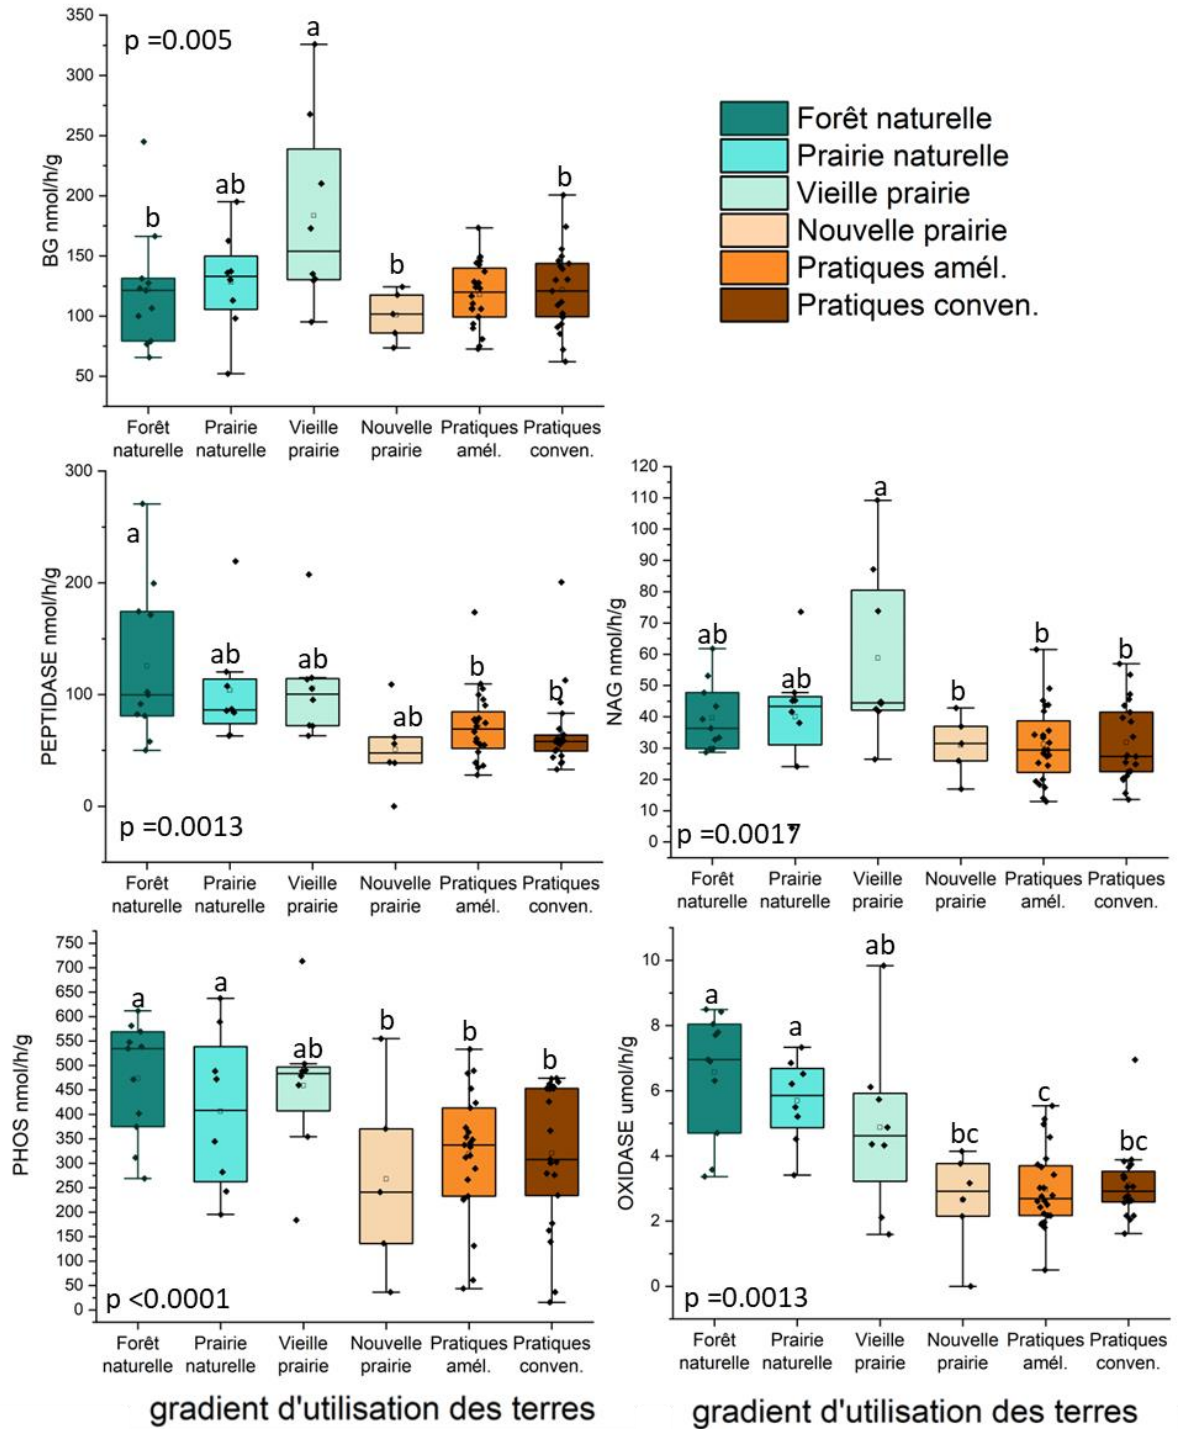 350
300
250
200
150
100
50
BG nmol/h/g
p =0.005
b
ab
a
b
b
Forêt naturelle
Prairie naturelle
Vieille prairie
Nouvelle prairie
Pratiques amél.
Pratiques conven.
Forêt naturelle
Prairie naturelle
Vieille prairie
Nouvelle prairie
Pratiques amél.
Pratiques conven.
300
200
100
0
PEPTIDASE nmol/h/g
a
ab
ab
ab
b
b
p =0.0013
Forêt naturelle
Prairie naturelle
Vieille prairie
Nouvelle prairie
Pratiques amél.
Pratiques conven.
120
110
100
90
80
70
60
50
40
30
20
10
0
NAG nmol/h/g
ab
ab
a
b
b
b
p =0.0017
Forêt naturelle
Prairie naturelle
Vieille prairie
Nouvelle prairie
Pratiques amél.
Pratiques conven.
750
700
650
600
550
500
450
400
350
300
250
200
150
100
50
0
PHOS nmol/h/g
a
a
ab
b
b
b
p <0.0001
Forêt naturelle
Prairie naturelle
Vieille prairie
Nouvelle prairie
Pratiques amél.
Pratiques conven.
gradient d'utilisation des terres
10
8
6
4
2
0
OXIDASE umol/h/g
a
a
ab
bc
c
bc
p =0.0013
Forêt naturelle
Prairie naturelle
Vieille prairie
Nouvelle prairie
Pratiques amél.
Pratiques conven.
gradient d'utilisation des terres